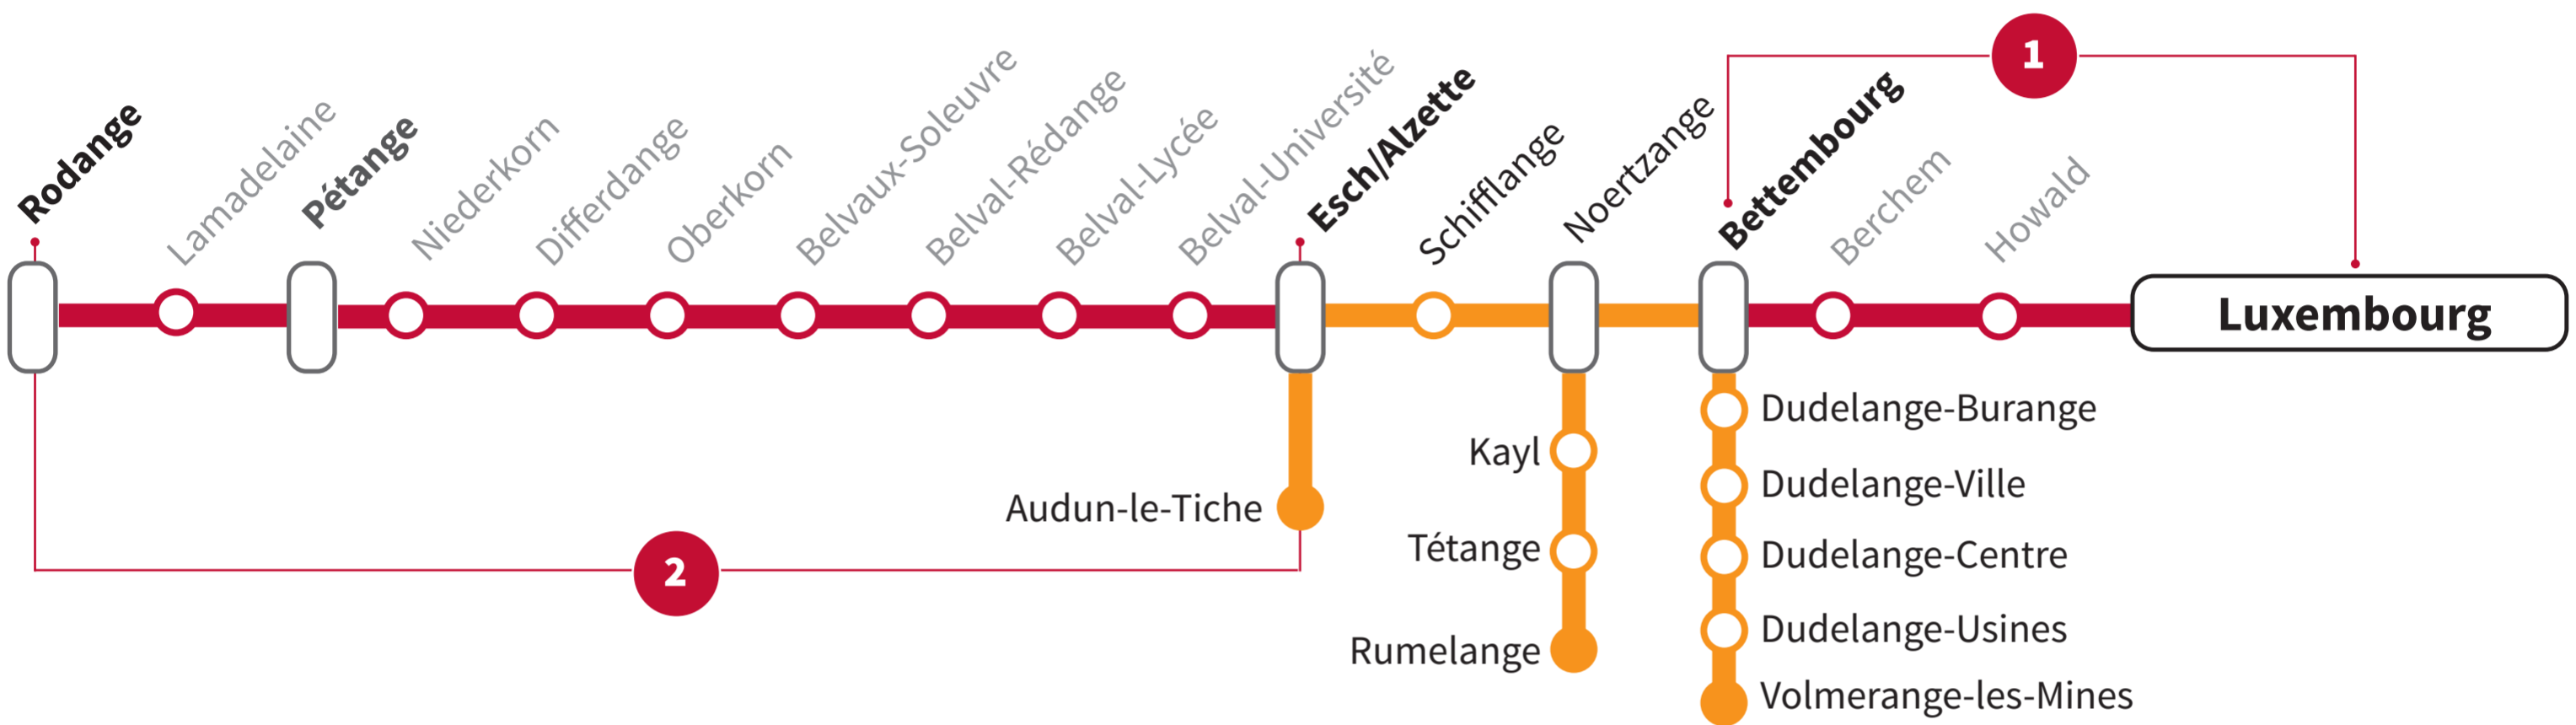 Rodange
Lamadelaine
Pétange
Niederkorn
Differdange
Oberkorn
Belvaux-Soleuvre
Belval-Rédange
Belval-Lycée
Belval-Université
Esch/Alzette
Schifflange
Noertzange
Bettembourg
Berchem
Howald
1
Luxembourg
Audun-le-Tiche
2
Kayl
Tétange
Rumelange
Dudelange-Burange
Dudelange-Ville
Dudelange-Centre
Dudelange-Usines
Volmerange-les-Mines